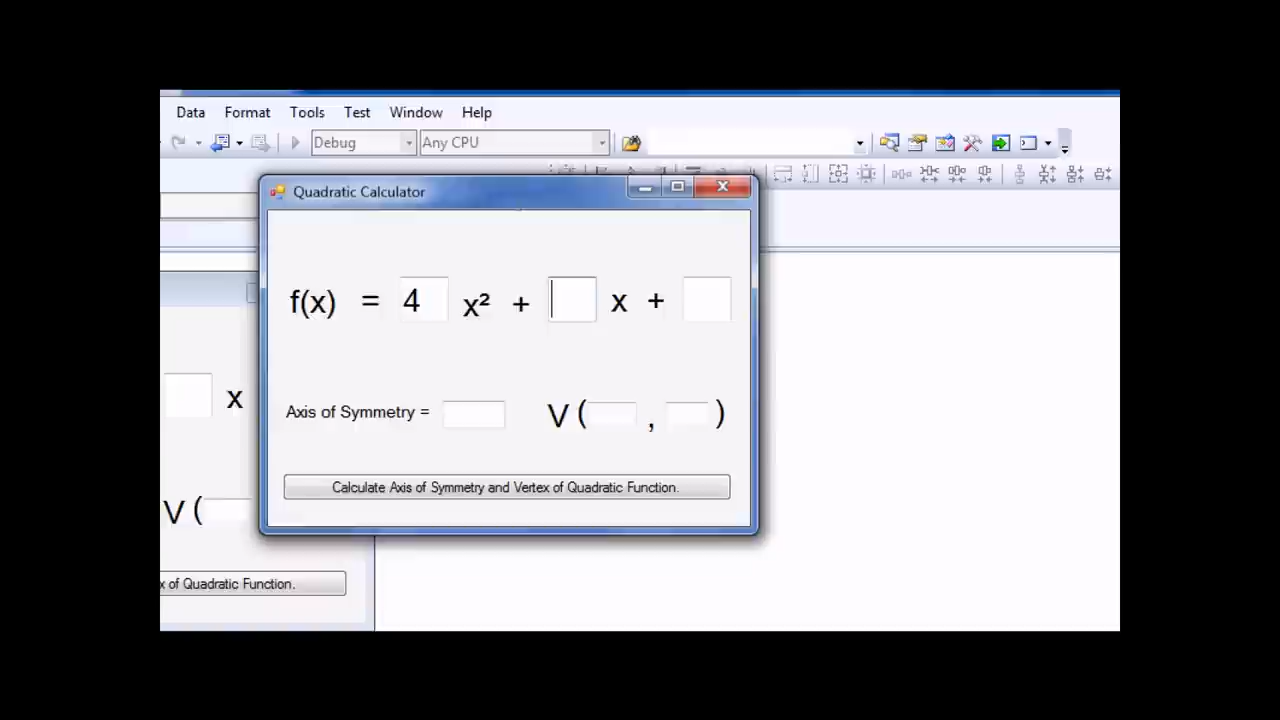 Data Format Tools Test Window Help
Debug Any CPU
Quadratic Calculator
f(x) = 4 x² + x + 
Axis of Symmetry = V ( , )
Calculate Axis of Symmetry and Vertex of Quadratic Function.
x
V (
x of Quadratic Function.